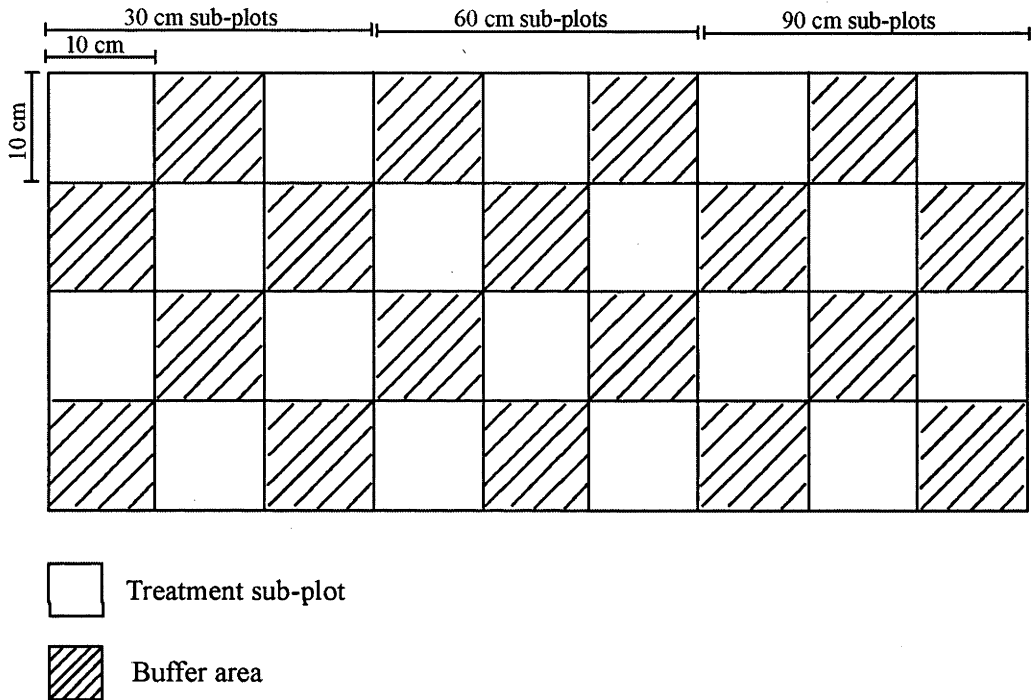 30 cm sub-plots
60 cm sub-plots
90 cm sub-plots
10 cm
10 cm
Treatment sub-plot
Buffer area